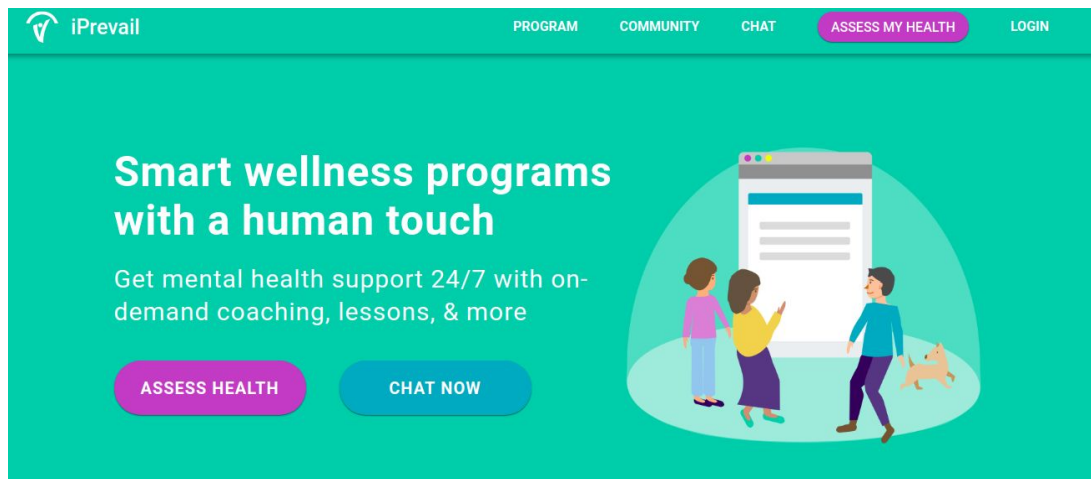 iPrevail
PROGRAM
COMMUNITY
CHAT
ASSESS MY HEALTH
LOGIN
Smart wellness programs
with a human touch
Get mental health support 24/7 with on-
demand coaching, lessons, & more
ASSESS HEALTH
CHAT NOW